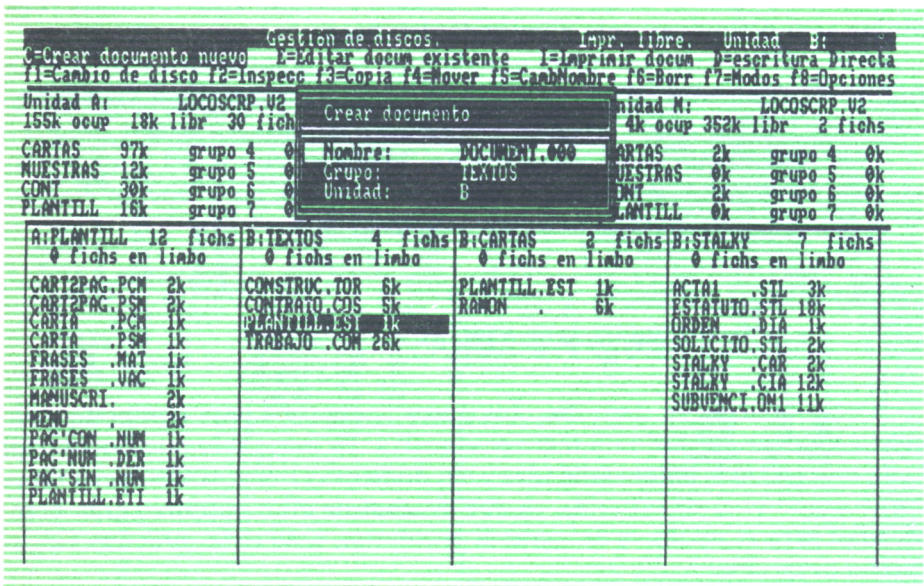 Gestión de discos. Impr. libre. Unidad B:
C=Crear documento nuevo E=Editar docum existente I=Imprimir docum D=escritura Directa
f1=Cambio de disco f2=Inspecc f3=Copia f4=Mover f5=CambNombre f6=Borr f7=Modos f8=Opciones
Unidad A: LOCOSCRP.V2 nidad M: LOCOSCRP.V2
155k ocup 18k libr 30 fich 4k ocup 352k libr 2 fichs
Crear documento
Nombre: DOCUMENT.000
Grupo: TEXTOS
Unidad: B
CARTAS 97k grupo 4 0 ARTAS 2k grupo 4 0k
MUESTRAS 12k grupo 5 0 UESTRAS 0k grupo 5 0k
CONT 30k grupo 6 0 ONT 2k grupo 6 0k
PLANTILL 16k grupo 7 0 LANTILL 0k grupo 7 0k
A:PLANTILL 12 fichs B:TEXTOS 4 fichs B:CARTAS 2 fichs B:STALKY 7 fichs
0 fichs en limbo 0 fichs en limbo 0 fichs en limbo 0 fichs en limbo
CART2PAG.PCM 2k CONSTRUC.TOR 6k PLANTILL.EST 1k ACTA1 .STL 3k
CART2PAG.PSM 2k CONTRATO.COS 5k RAMON . 6k ESTATUTO.STL 18k
CARTA .PCM 1k PLANTILL.EST 1k ORDEN .DIA 1k
CARTA .PSM 1k TRABAJO .COM 26k SOLICITO.STL 2k
FRASES .MAT 1k STALKY .CAR 2k
FRASES .VAC 1k STALKY .CIA 12k
MANUSCRI. 2k SUBVENCI.ON1 11k
MEMO . 2k
PAG'CON .NUM 1k
PAG'NUM .DER 1k
PAG'SIN .NUM 1k
PLANTILL.ETI 1k